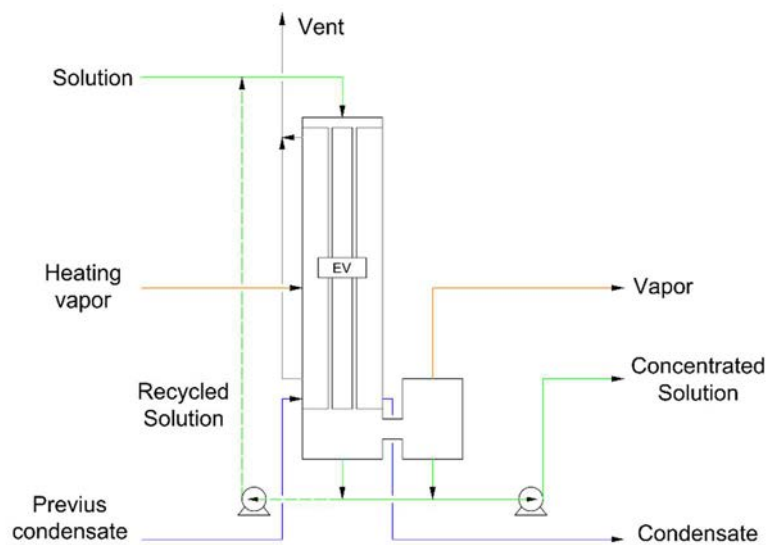 Vent
Solution
EV
Heating
vapor
Vapor
Concentrated
Solution
Recycled
Solution
Previus
condensate
Condensate